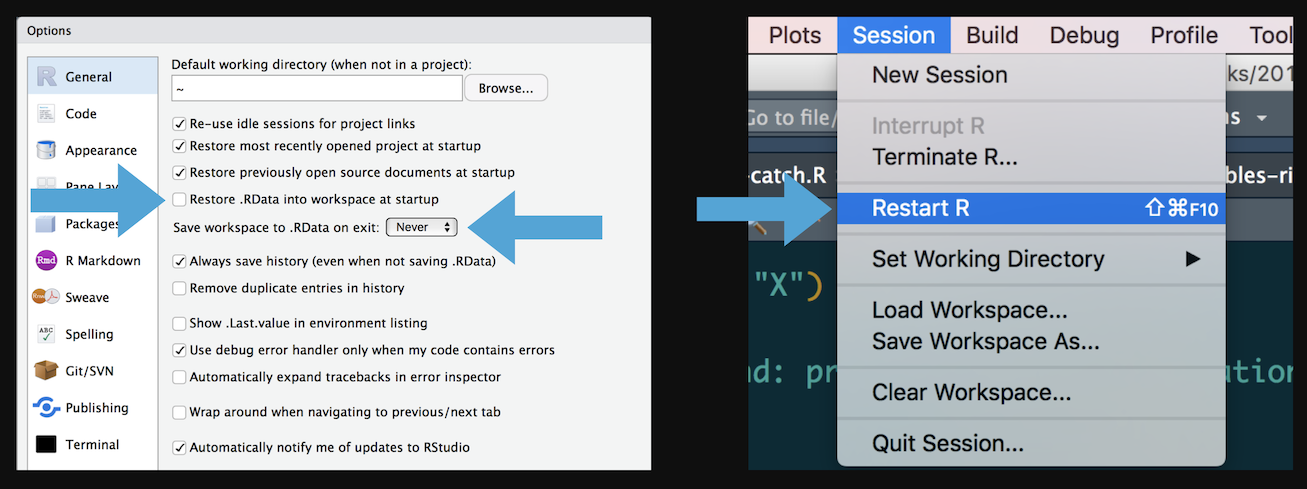 Options
General
Code
Appearance
Pane Lay
Packages
R Markdown
Sweave
Spelling
Git/SVN
Publishing
Terminal
Default working directory (when not in a project):
~
Browse...
Re-use idle sessions for project links
Restore most recently opened project at startup
Restore previously open source documents at startup
Restore .RData into workspace at startup
Save workspace to .RData on exit: Never
Always save history (even when not saving .RData)
Remove duplicate entries in history
Show .Last.value in environment listing
Use debug error handler only when my code contains errors
Automatically expand tracebacks in error inspector
Wrap around when navigating to previous/next tab
Automatically notify me of updates to RStudio
Plots Session Build Debug Profile Tool
New Session
Interrupt R
Terminate R...
Restart R ⇧⌘F10
Set Working Directory ▶
Load Workspace...
Save Workspace As...
Clear Workspace...
Quit Session...
ks/201
Go to file/
-catch.R
bles-ri
"X")
nd: pr
ution